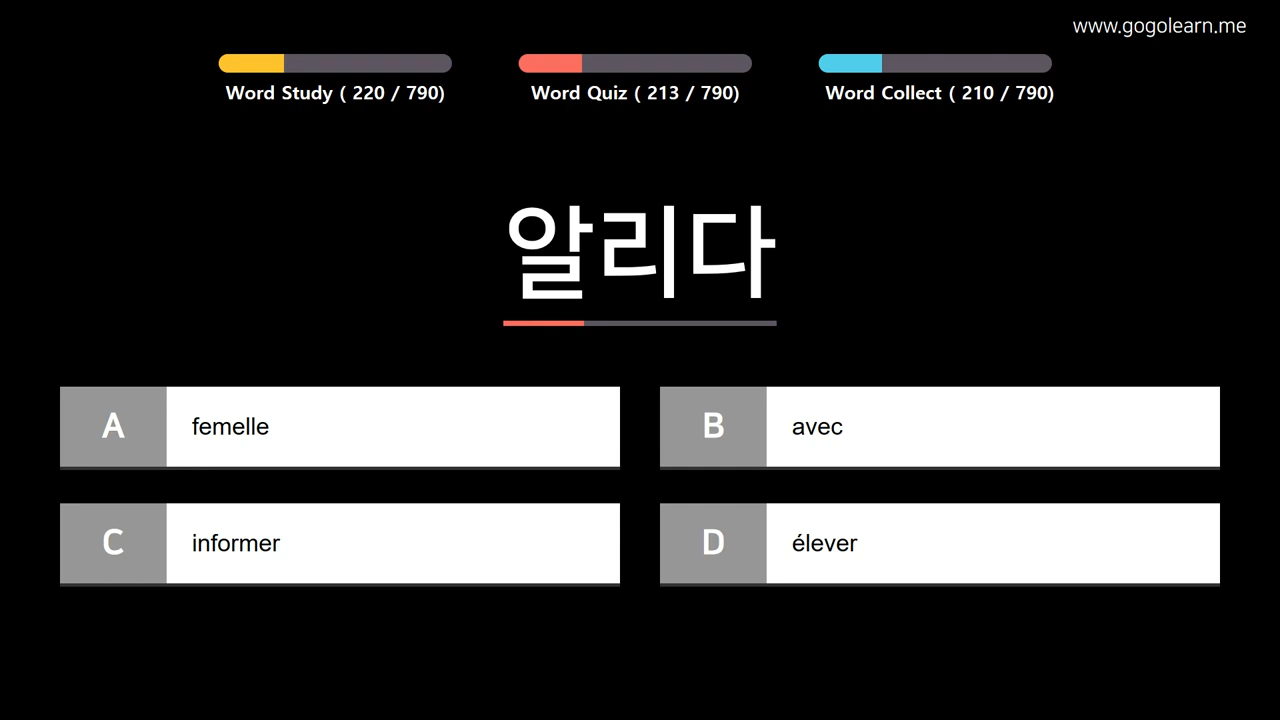 www.gogolearn.me
Word Study ( 220 / 790)
Word Quiz ( 213 / 790)
Word Collect ( 210 / 790)
알리다
A femelle
B avec
C informer
D élever